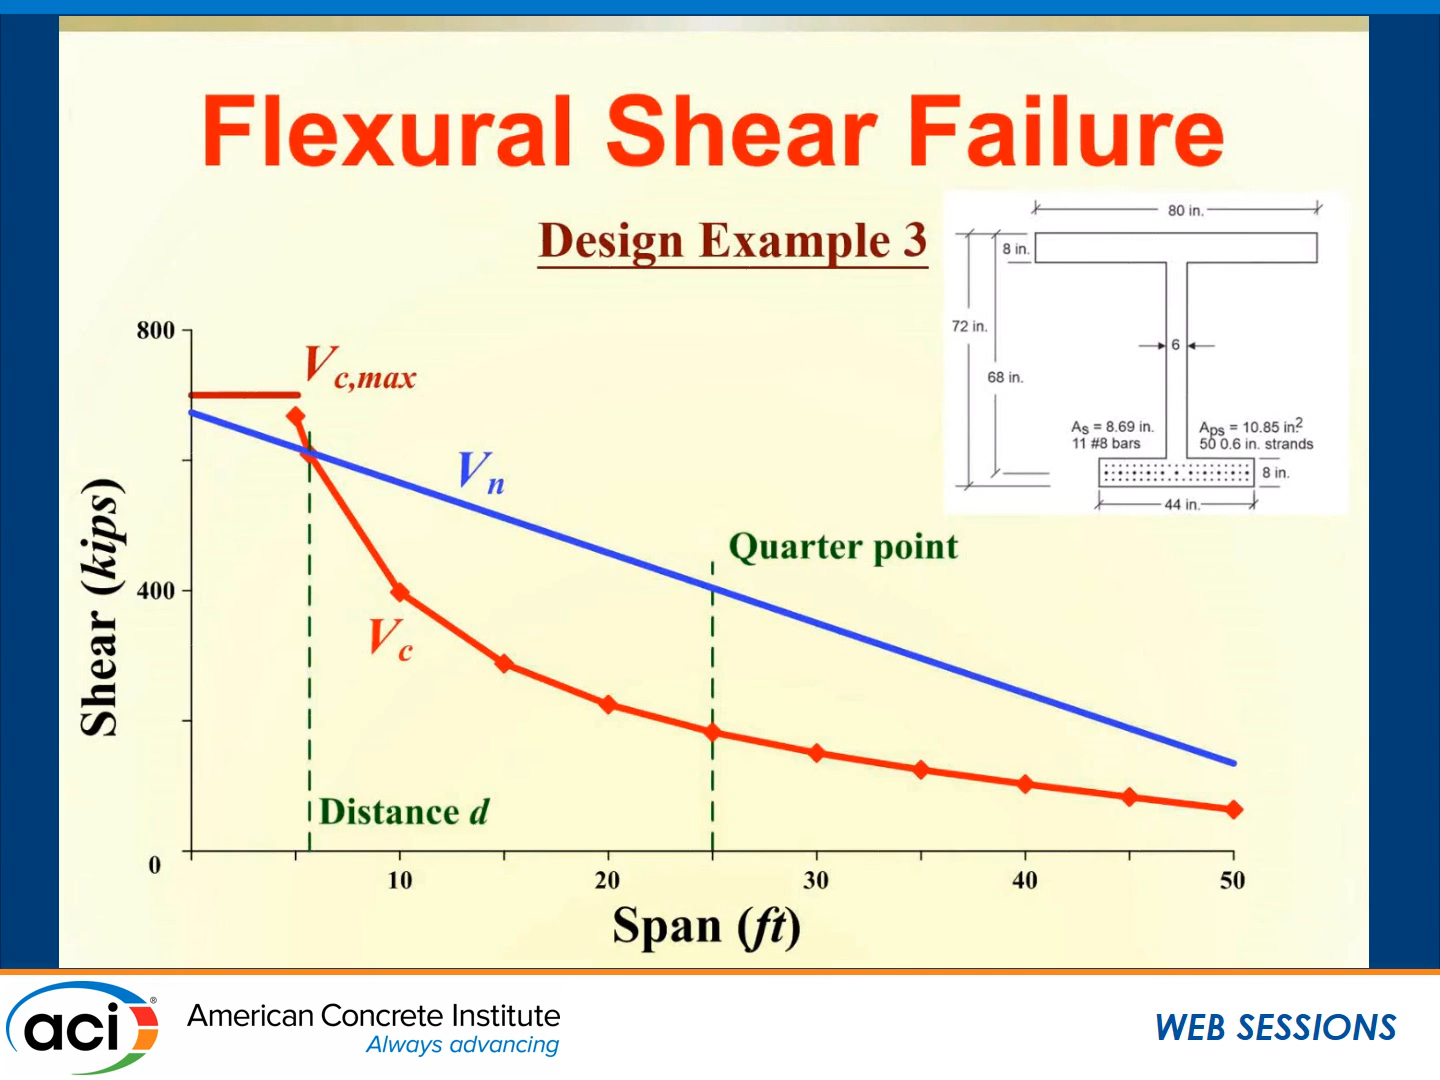 Flexural Shear Failure
Design Example 3
80 in.
8 in.
72 in.
6
68 in.
As = 8.69 in.
11 #8 bars
Aps = 10.85 in.2
50 0.6 in. strands
8 in.
44 in.
800
400
0
Shear (kips)
Vc,max
Vn
Vc
Quarter point
Distance d
10
20
30
40
50
Span (ft)
aci®
American Concrete Institute
Always advancing
WEB SESSIONS